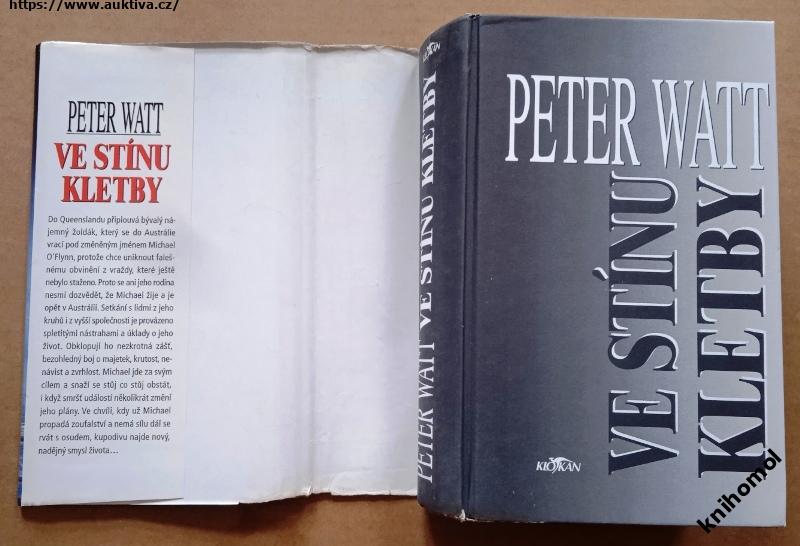 https://www.auktiva.cz/
PETER WATT
VE STÍNU
KLETBY
Do Queenslandu připlouvá bývalý ná-
jemný žoldák, který se do Austrálie
vrací pod změněným jménem Michael
O'Flynn, protože chce uniknout faleš-
nému obvinění z vraždy, které ještě
nebylo staženo. Proto se ani jeho rodina
nesmí dozvědět, že Michael žije a je
opět v Austrálii. Setkání s lidmi z jeho
kruhů i z vyšší společnosti je provázeno
spletitými nástrahami a úklady o jeho
život. Obklopují ho nezkrotná zášť,
bezohledný boj o majetek, krutost, ne-
návist a zvrhlost. Michael jde za svým
cílem a snaží se stůj co stůj obstát,
i když smršť událostí několikrát změní
jeho plány. Ve chvíli, kdy už Michael
propadá zoufalství a nemá sílu dál se
rvát s osudem, kupodivu najde nový,
nadějný smysl života...
PETER WATT VE STÍNU KLETBY
KLOKAN
PETER WATT
VE STÍNU
KLETBY
KLOKAN
knihomol